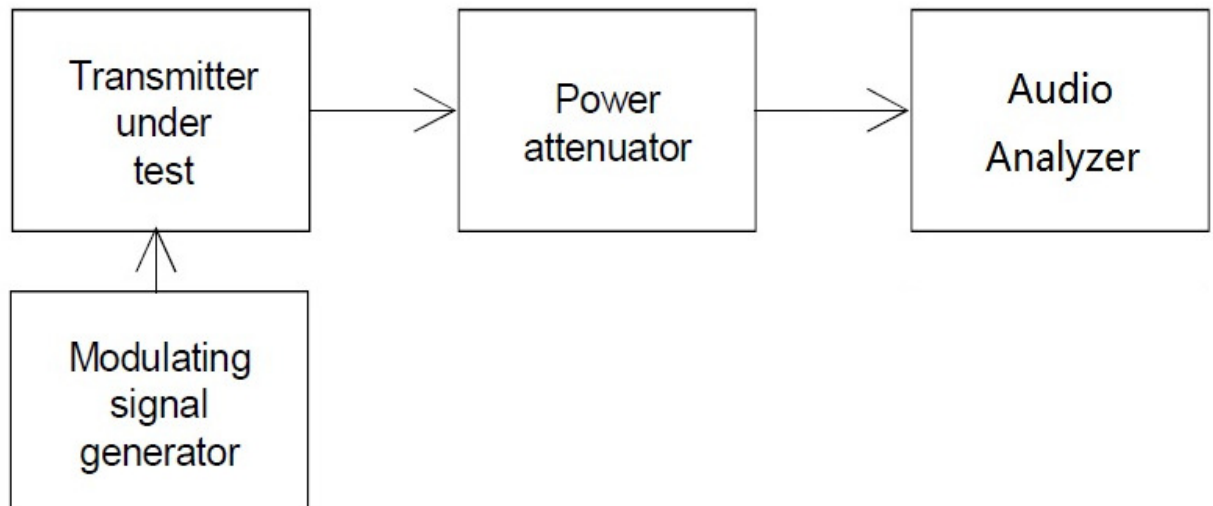 Transmitter
under
test
Power
attenuator
Audio
Analyzer
Modulating
signal
generator